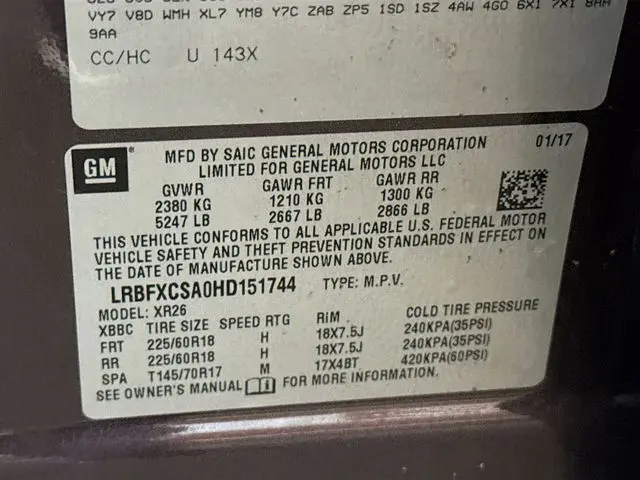 VY7 V8D WMH XL7 YM8 Y7C ZAB ZP5 1SD 1SZ 4AW 4G0 6X1 7X1 8AA
9AA
CC/HC U 143X
GM
MFD BY SAIC GENERAL MOTORS CORPORATION 01/17
LIMITED FOR GENERAL MOTORS LLC
GVWR GAWR FRT GAWR RR
2380 KG 1210 KG 1300 KG
5247 LB 2667 LB 2866 LB
THIS VEHICLE CONFORMS TO ALL APPLICABLE U.S. FEDERAL MOTOR
VEHICLE SAFETY AND THEFT PREVENTION STANDARDS IN EFFECT ON
THE DATE OF MANUFACTURE SHOWN ABOVE.
LRBFXCSA0HD151744 TYPE: M.P.V.
MODEL: XR26
XBBC TIRE SIZE SPEED RTG RiM COLD TIRE PRESSURE
FRT 225/60R18 H 18X7.5J 240KPA(35PSI)
RR 225/60R18 H 18X7.5J 240KPA(35PSI)
SPA T145/70R17 M 17X4BT 420KPA(60PSI)
SEE OWNER'S MANUAL FOR MORE INFORMATION.